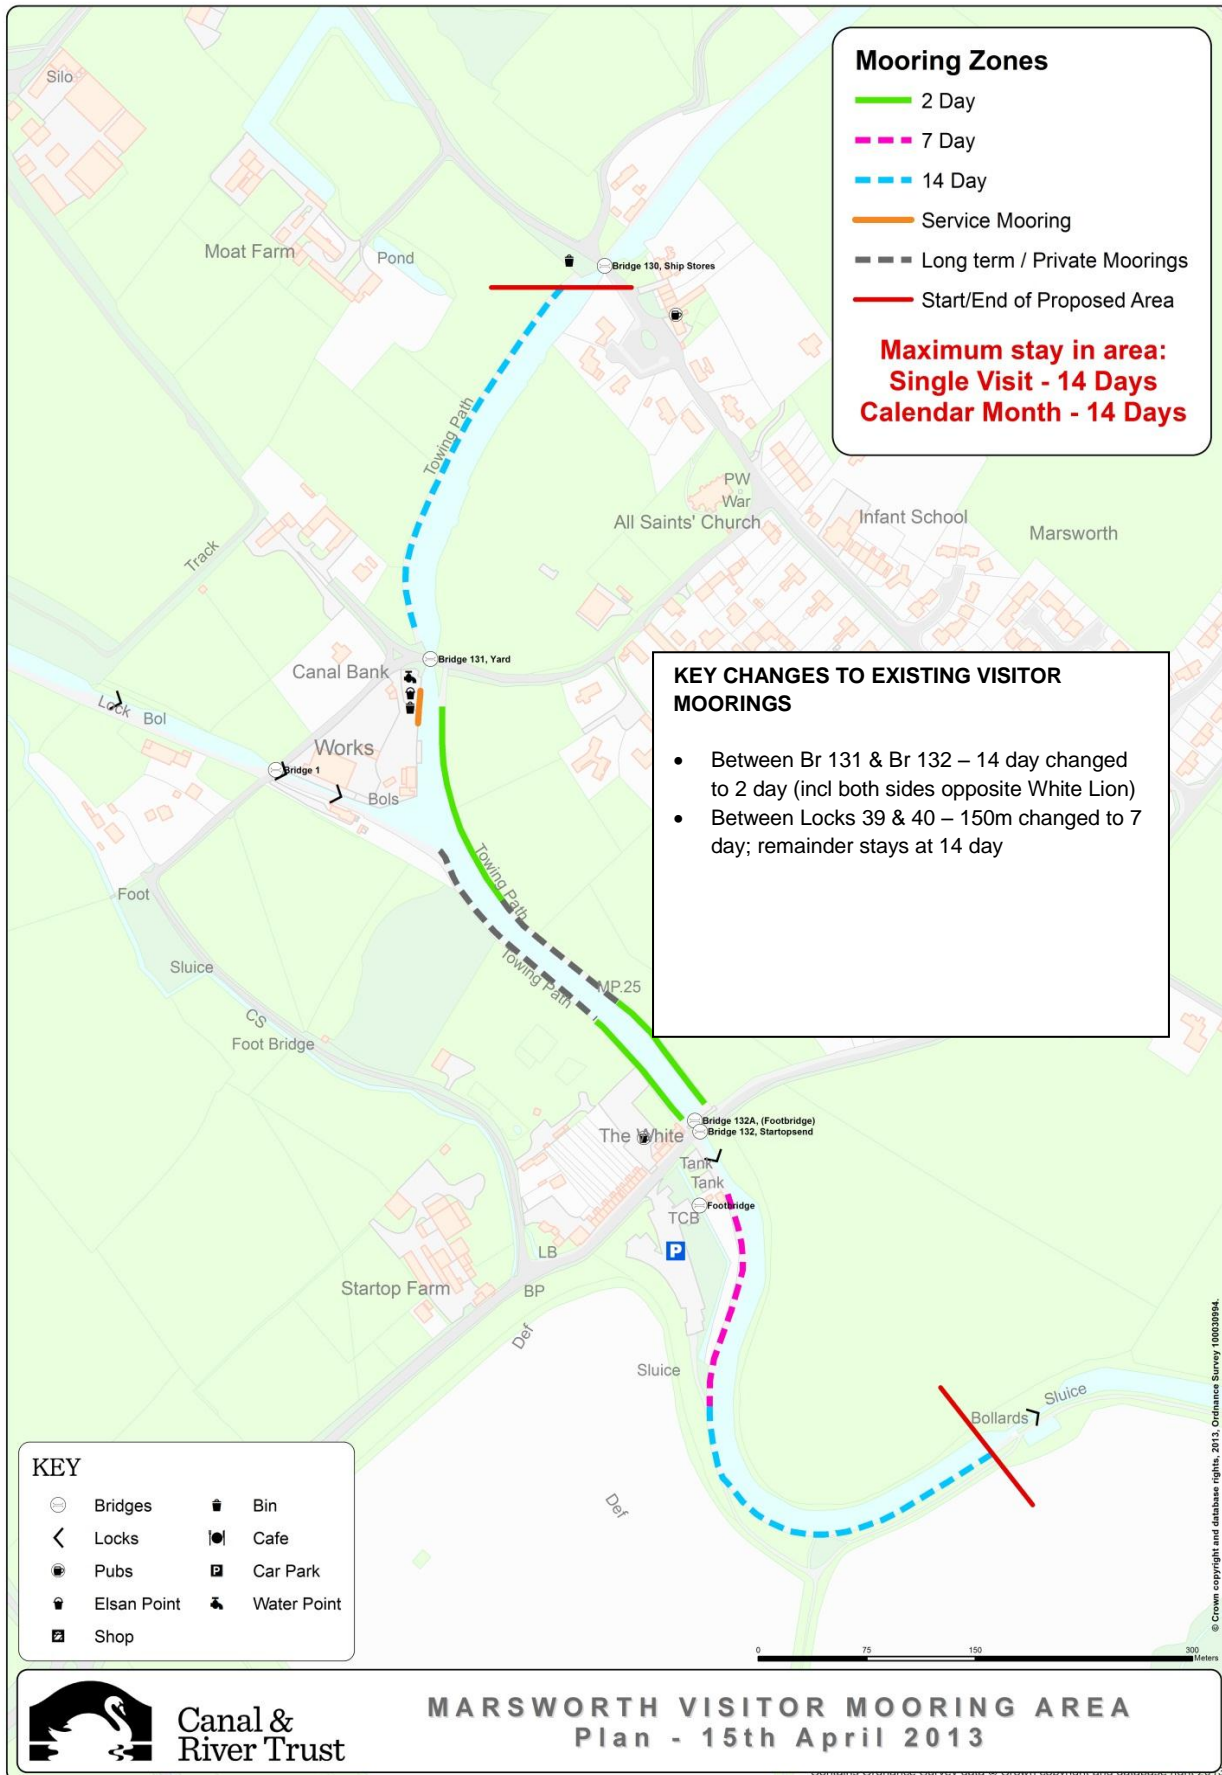 Mooring Zones
2 Day
7 Day
14 Day
Service Mooring
Long term / Private Moorings
Start/End of Proposed Area
Maximum stay in area:
Single Visit - 14 Days
Calendar Month - 14 Days
Silo
Moat Farm
Pond
Bridge 130, Ship Stores
Towing Path
PW
War
All Saints' Church
Infant School
Marsworth
Track
Bridge 131, Yard
Canal Bank
Lock
Bol
Works
Bridge 1
Bols
KEY CHANGES TO EXISTING VISITOR
MOORINGS
• Between Br 131 & Br 132 – 14 day changed
to 2 day (incl both sides opposite White Lion)
• Between Locks 39 & 40 – 150m changed to 7
day; remainder stays at 14 day
Towing Path
Foot
Towing Path
MP.25
Sluice
CS
Foot Bridge
Bridge 132A, (Footbridge)
Bridge 132, Startopsend
The White
Tank
Tank
Footbridge
TCB
P
LB
Startop Farm
BP
Def
Sluice
Sluice
Bollards
Def
KEY
Bridges
Bin
Locks
Cafe
Pubs
P
Car Park
Elsan Point
Water Point
Shop
0 75 150 300
Meters
© Crown copyright and database rights, 2013, Ordnance Survey 100030994.
Canal &
River Trust
MARSWORTH VISITOR MOORING AREA
Plan - 15th April 2013